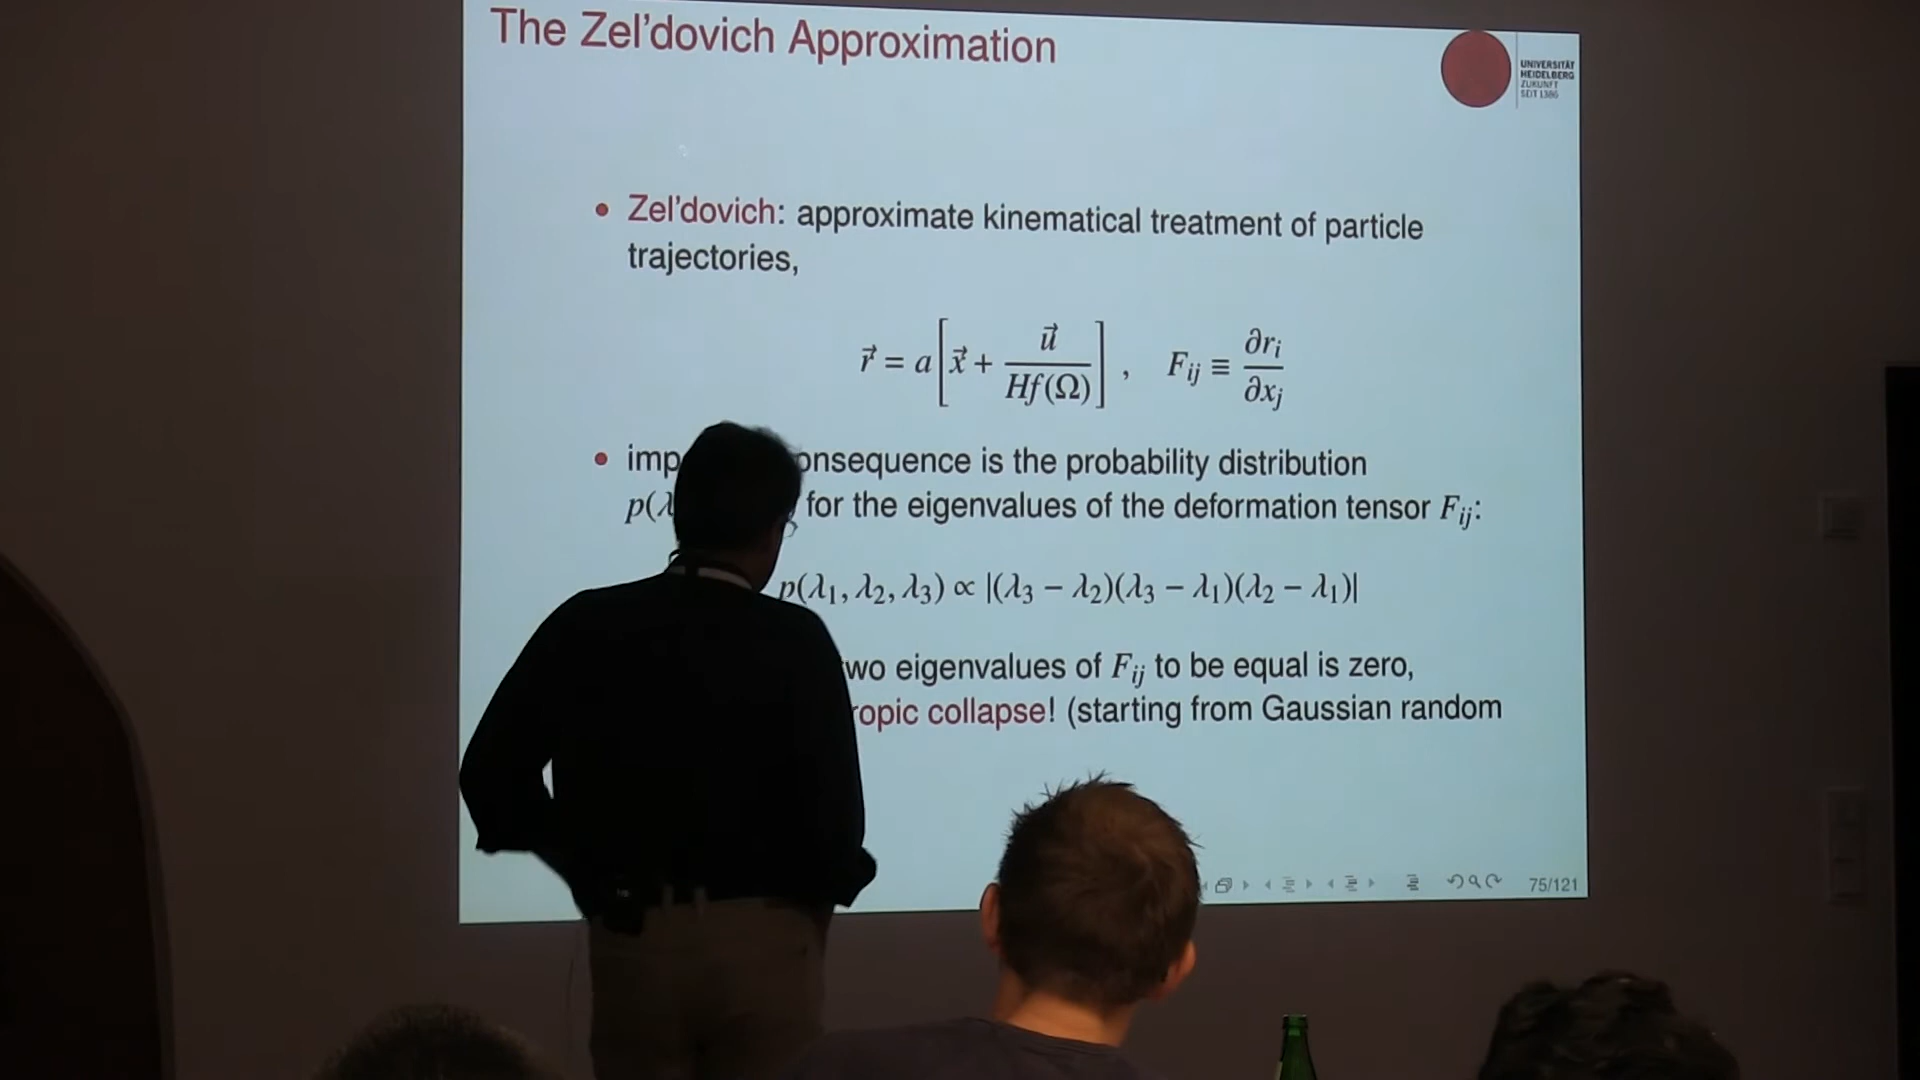 The Zel'dovich Approximation
UNIVERSITÄT
HEIDELBERG
ZUKUNFT
SEIT 1386
• Zel'dovich: approximate kinematical treatment of particle
trajectories,
r⃗ = a[x⃗ + u⃗ / Hf(Ω)] , F_ij ≡ ∂r_i / ∂x_j
• imp onsequence is the probability distribution
p(λ for the eigenvalues of the deformation tensor F_ij:
p(λ₁, λ₂, λ₃) ∝ |(λ₃ − λ₂)(λ₃ − λ₁)(λ₂ − λ₁)|
wo eigenvalues of F_ij to be equal is zero,
ropic collapse! (starting from Gaussian random
75/121